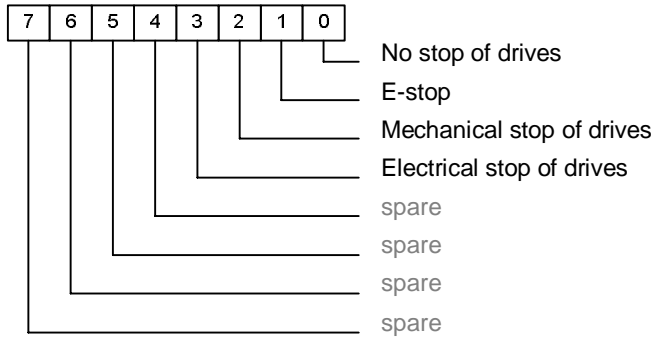 7 6 5 4 3 2 1 0
No stop of drives
E-stop
Mechanical stop of drives
Electrical stop of drives
spare
spare
spare
spare